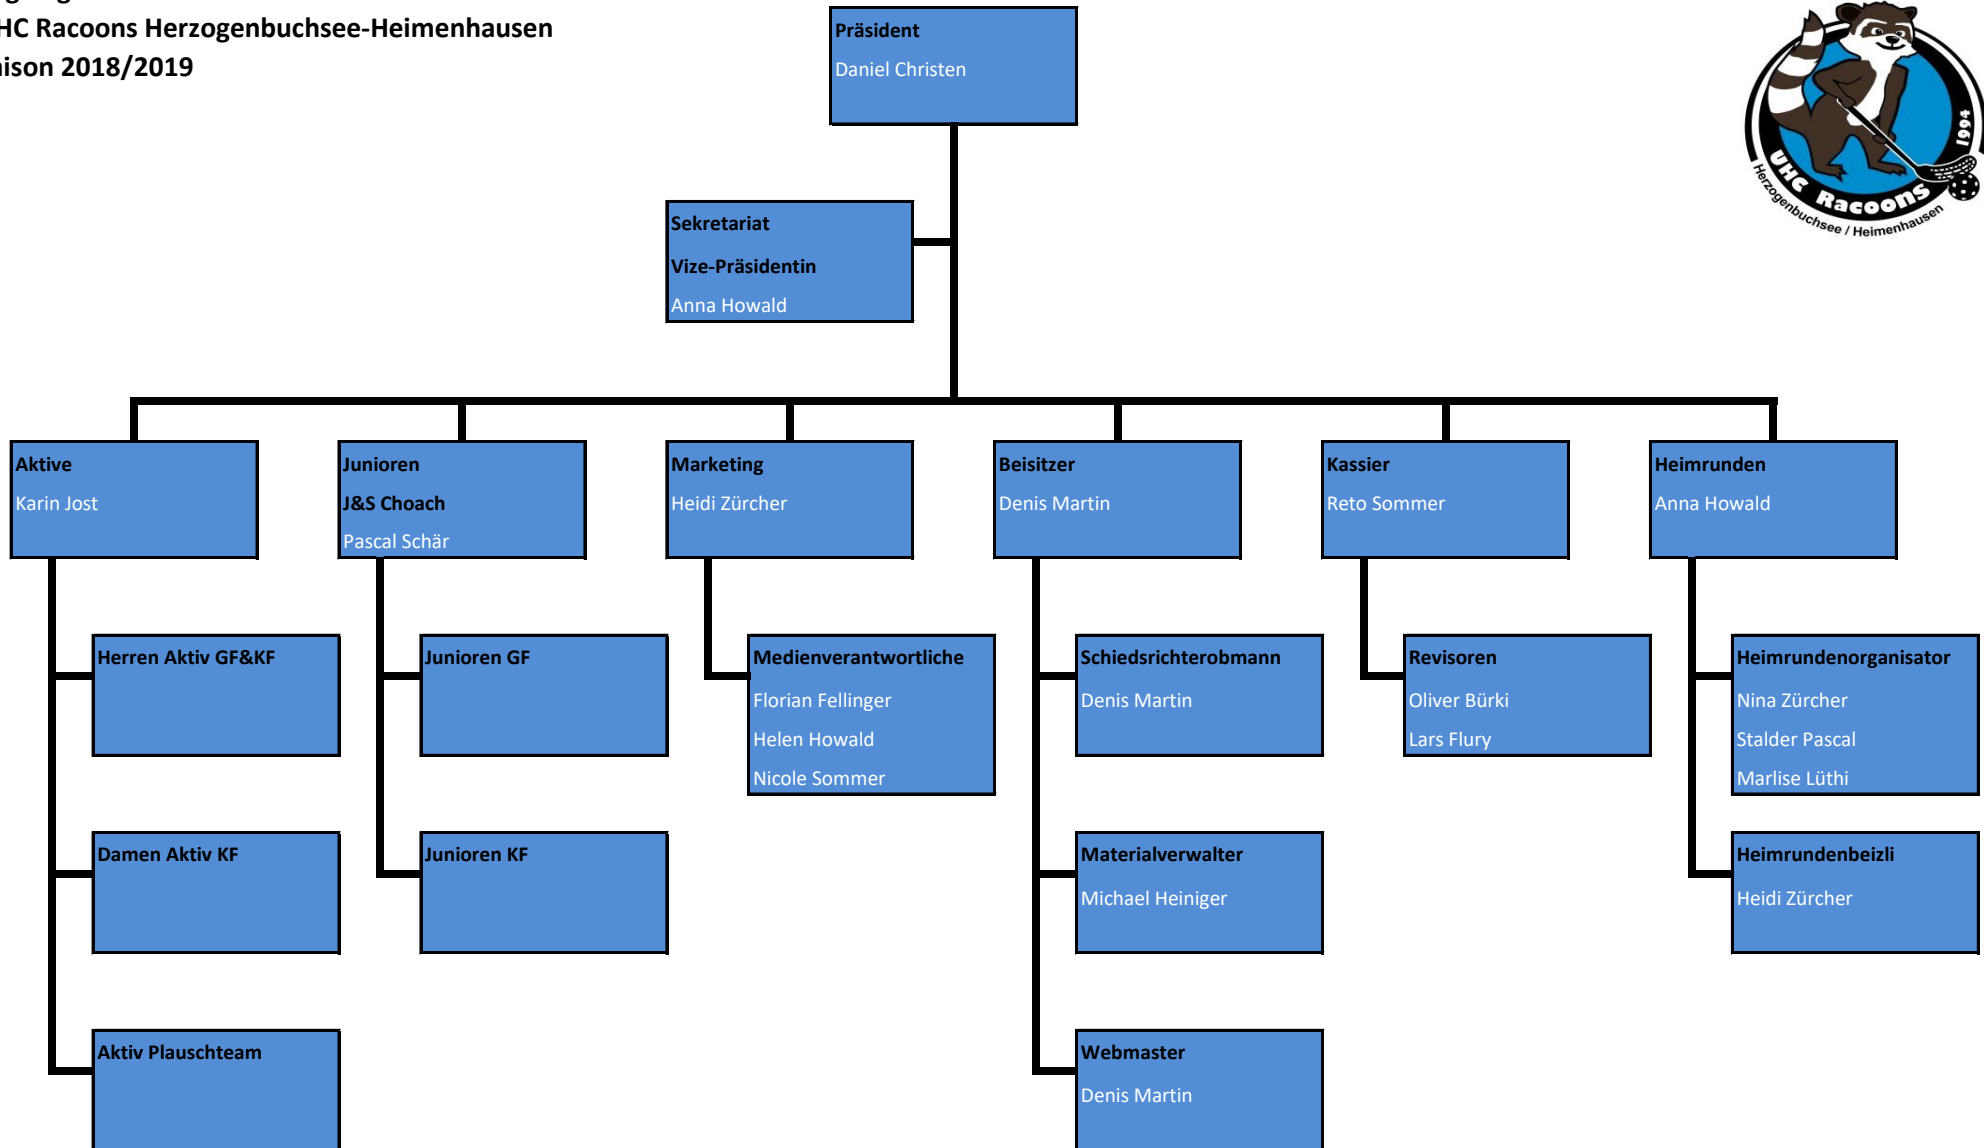 HC Racoons Herzogenbuchsee-Heimenhausen
2018/2019
Präsident
Daniel Christen
1994
UHC Racoons
Herzogenbuchsee / Heimenhausen
Sekretariat
Vize-Präsidentin
Anna Howald
Aktive
Karin Jost
Junioren
J&S Choach
Pascal Schär
Marketing
Heidi Zürcher
Beisitzer
Denis Martin
Kassier
Reto Sommer
Heimrunden
Anna Howald
Herren Aktiv GF&KF
Junioren GF
Medienverantwortliche
Florian Fellinger
Helen Howald
Nicole Sommer
Schiedsrichterobmann
Denis Martin
Revisoren
Oliver Bürki
Lars Flury
Heimrundenorganisator
Nina Zürcher
Stalder Pascal
Marlise Lüthi
Damen Aktiv KF
Junioren KF
Materialverwalter
Michael Heiniger
Heimrundenbeizli
Heidi Zürcher
Aktiv Plauschteam
Webmaster
Denis Martin